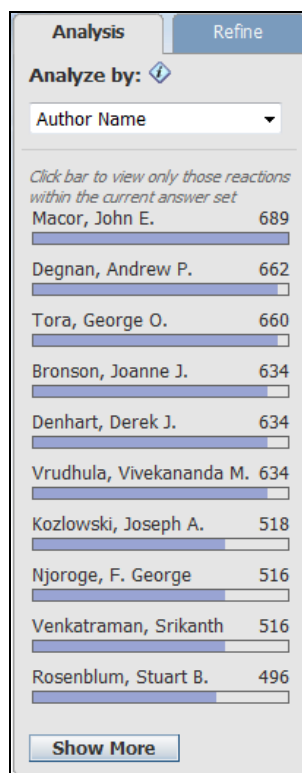 Analysis Refine
Analyze by:
Author Name
Click bar to view only those reactions
within the current answer set
Macor, John E. 689
Degnan, Andrew P. 662
Tora, George O. 660
Bronson, Joanne J. 634
Denhart, Derek J. 634
Vrudhula, Vivekananda M. 634
Kozlowski, Joseph A. 518
Njoroge, F. George 516
Venkatraman, Srikanth 516
Rosenblum, Stuart B. 496
Show More